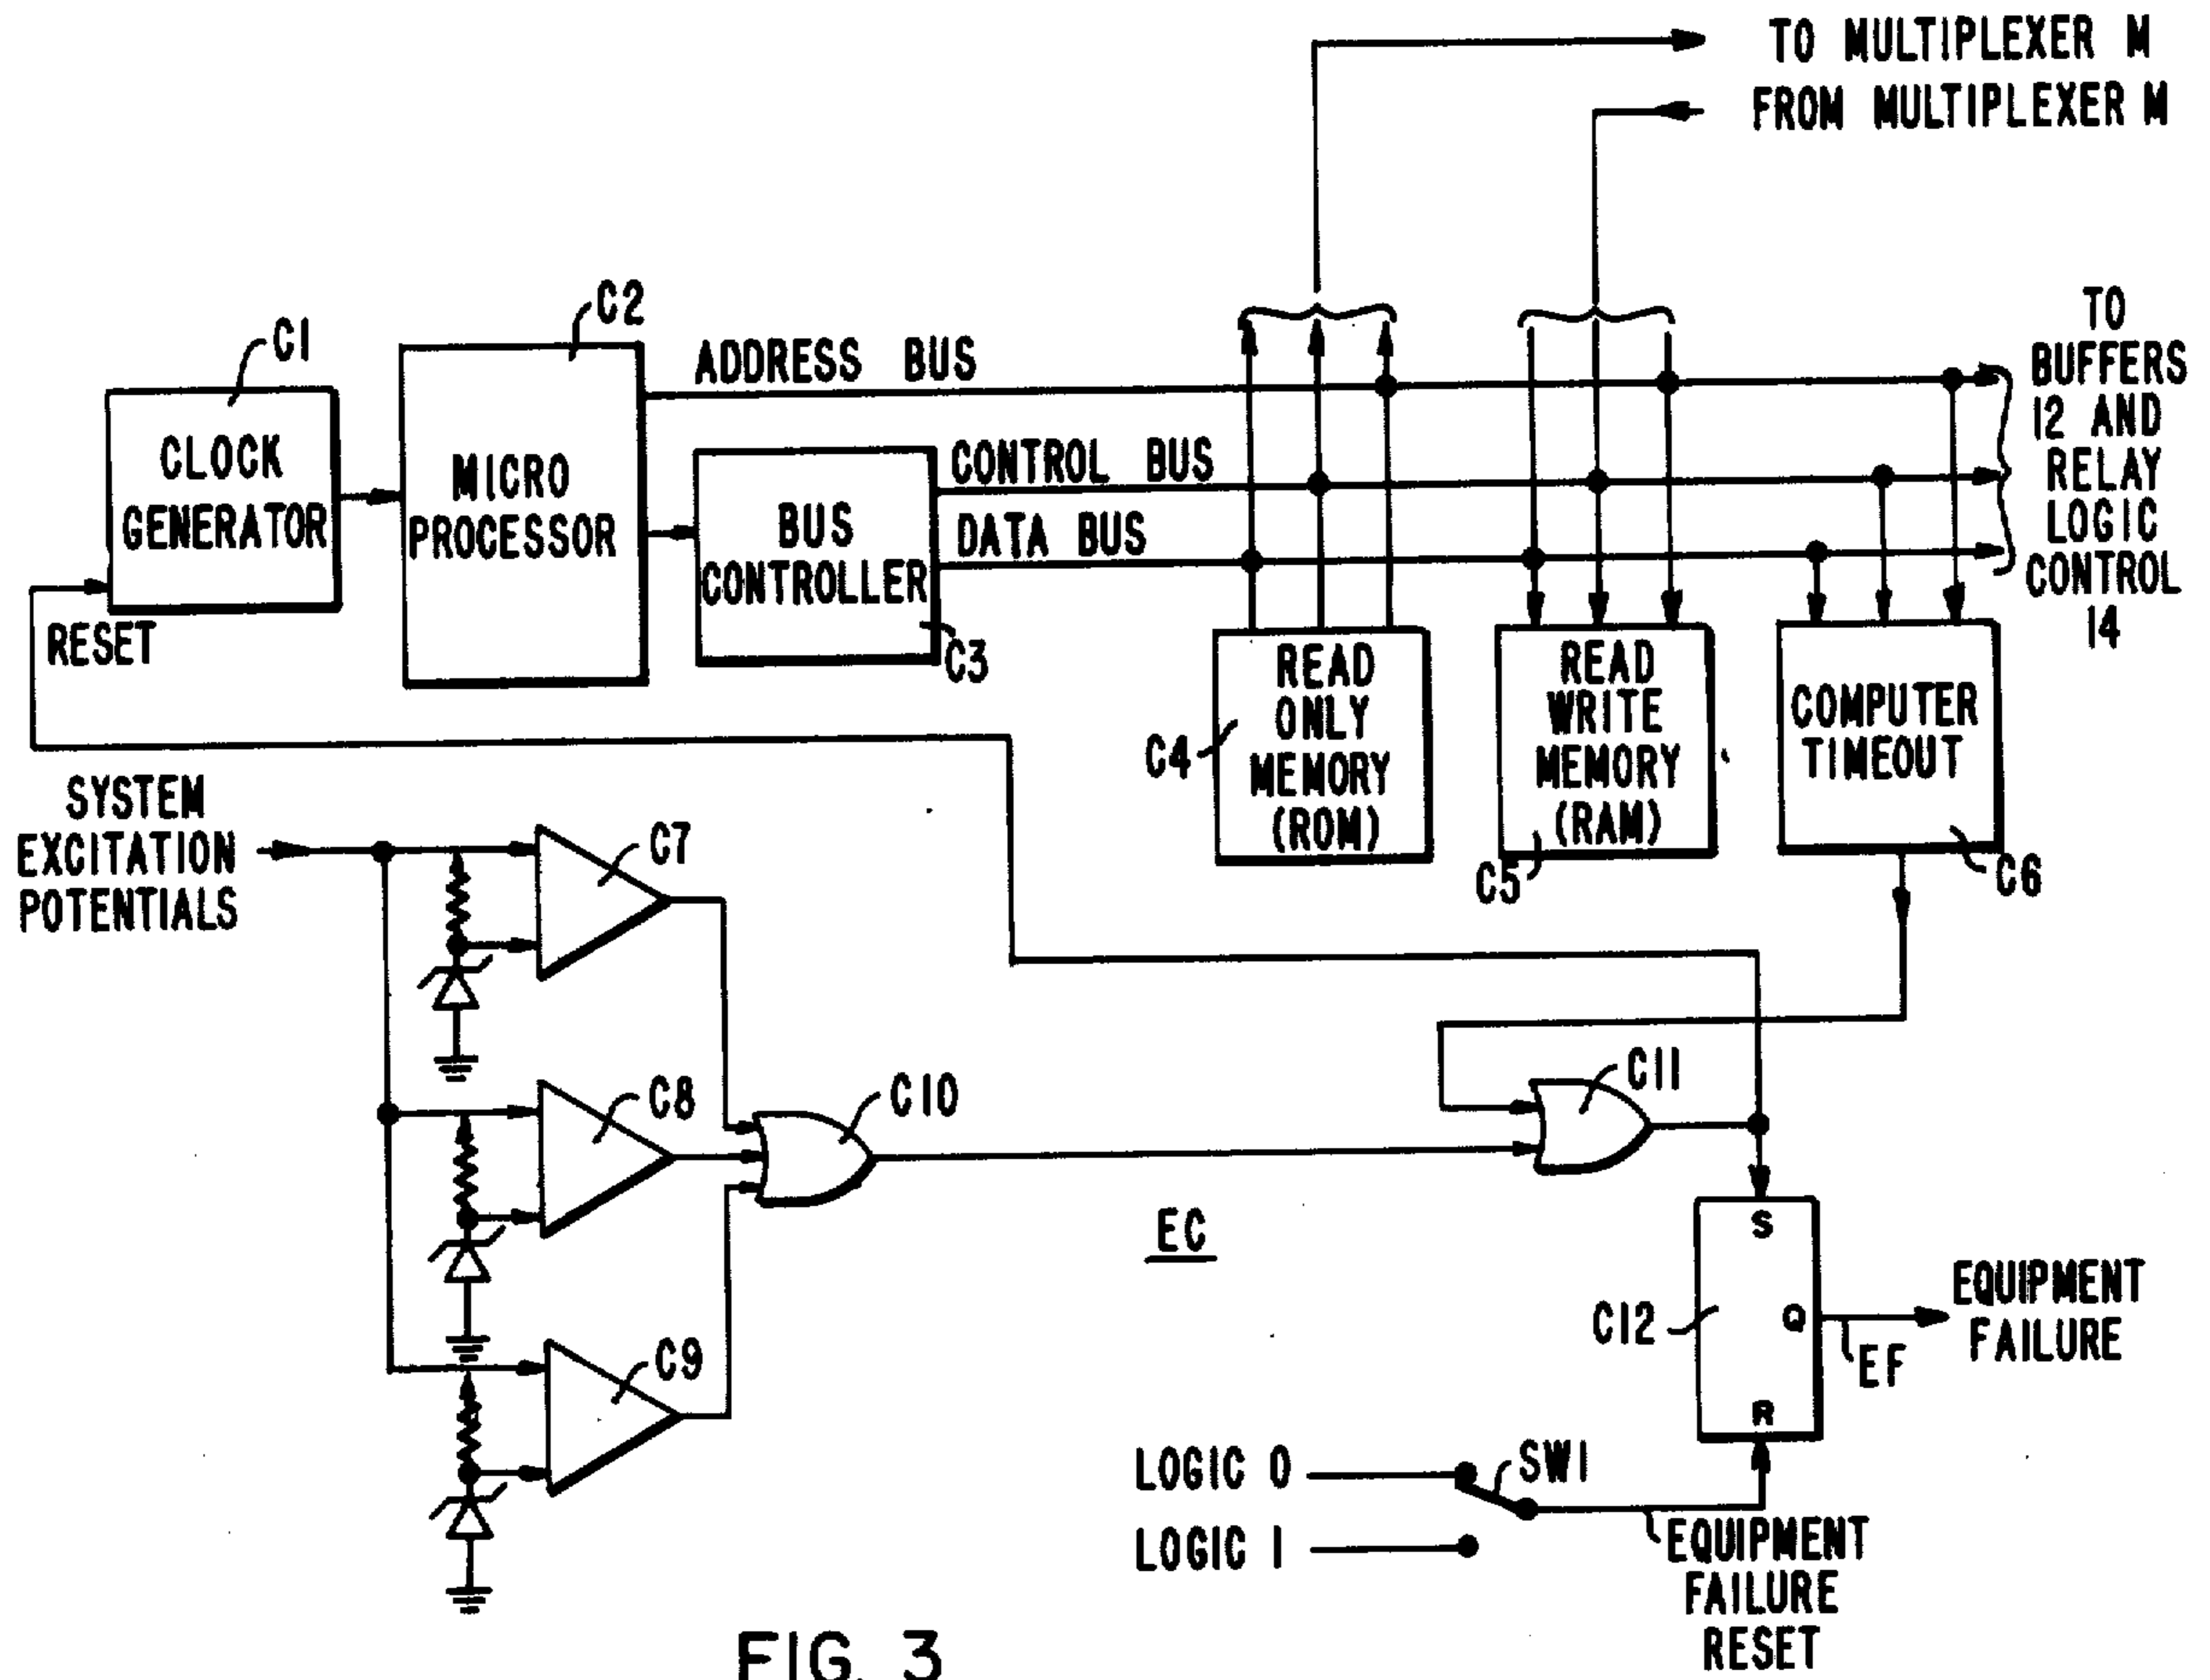 TO MULTIPLEXER M
FROM MULTIPLEXER M
C1
C2
ADDRESS BUS
TO
BUFFERS
12 AND
RELAY
LOGIC
CONTROL
14
CLOCK
GENERATOR
MICRO
PROCESSOR
BUS
CONTROLLER
CONTROL BUS
DATA BUS
RESET
C3
READ
ONLY
MEMORY
(ROM)
C4
READ
WRITE
MEMORY
(RAM)
C5
COMPUTER
TIMEOUT
C6
SYSTEM
EXCITATION
POTENTIALS
C7
C8
C10
C11
C9
EC
S
C12
Q
R
EF
EQUIPMENT
FAILURE
LOGIC 0
SW1
LOGIC 1
EQUIPMENT
FAILURE
RESET
FIG. 3